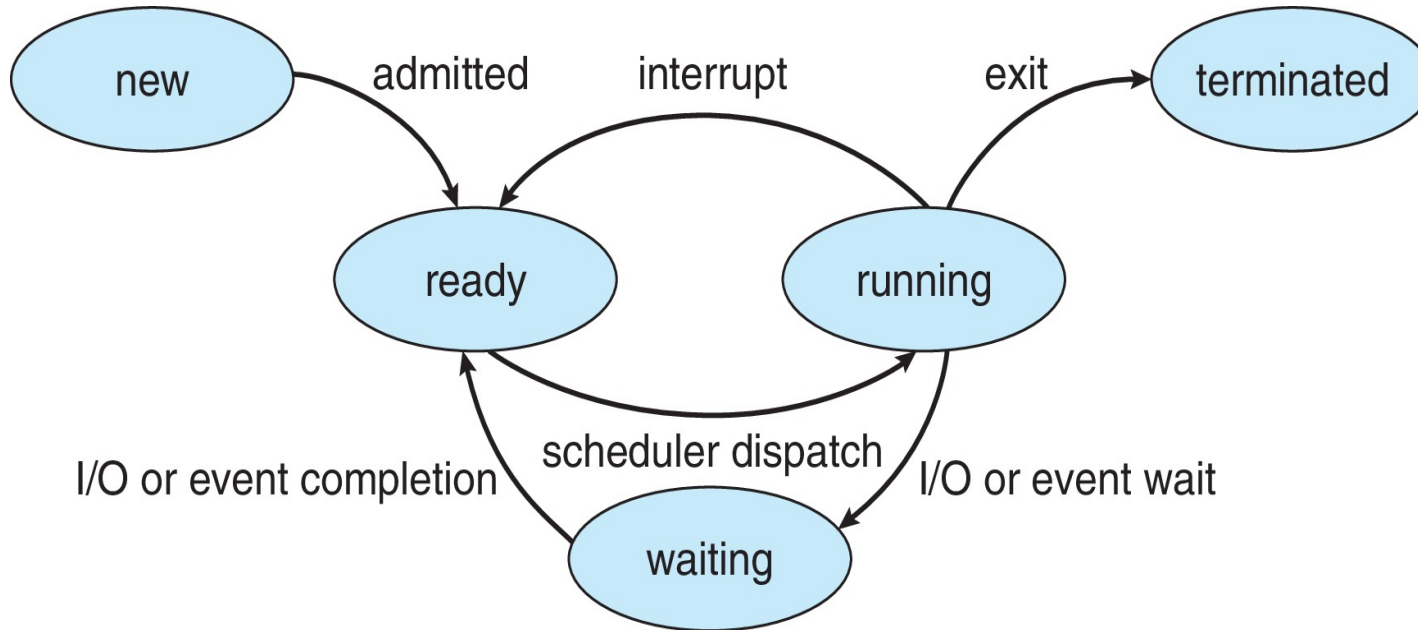 new
admitted
interrupt
exit
terminated
ready
running
scheduler dispatch
I/O or event completion
I/O or event wait
waiting